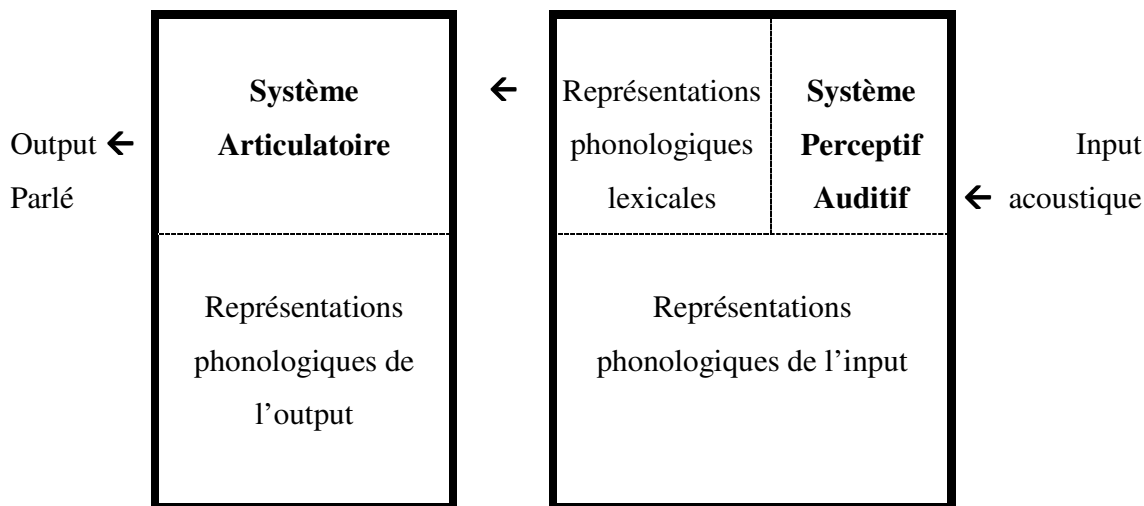 Output ←
Parlé
Système
Articulatoire
←
Représentations
phonologiques
lexicales
Système
Perceptif
Auditif
Input
← acoustique
Représentations
phonologiques de
l’output
Représentations
phonologiques de l’input